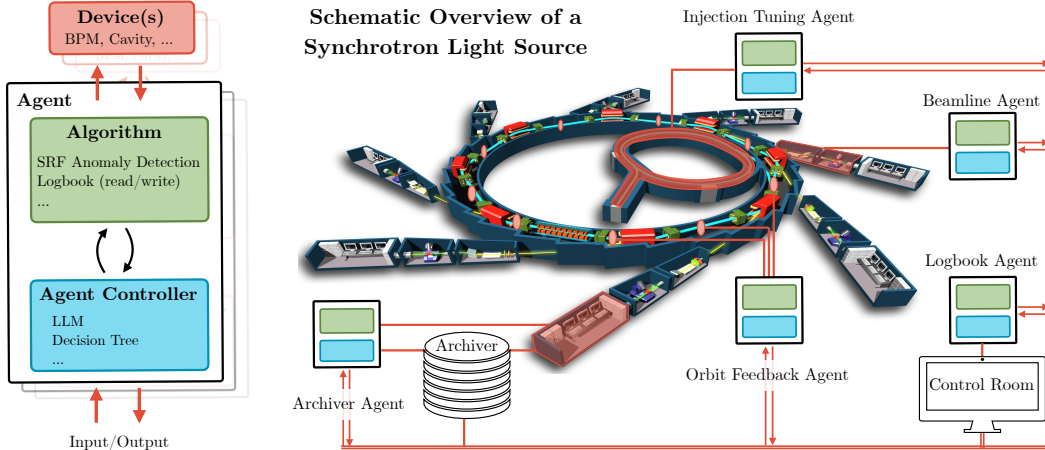 Device(s)
BPM, Cavity, ...
Agent
Algorithm
SRF Anomaly Detection
Logbook (read/write)
...
Agent Controller
LLM
Decision Tree
...
Input/Output
Schematic Overview of a
Synchrotron Light Source
Injection Tuning Agent
Beamline Agent
Logbook Agent
Control Room
Orbit Feedback Agent
Archiver
Archiver Agent